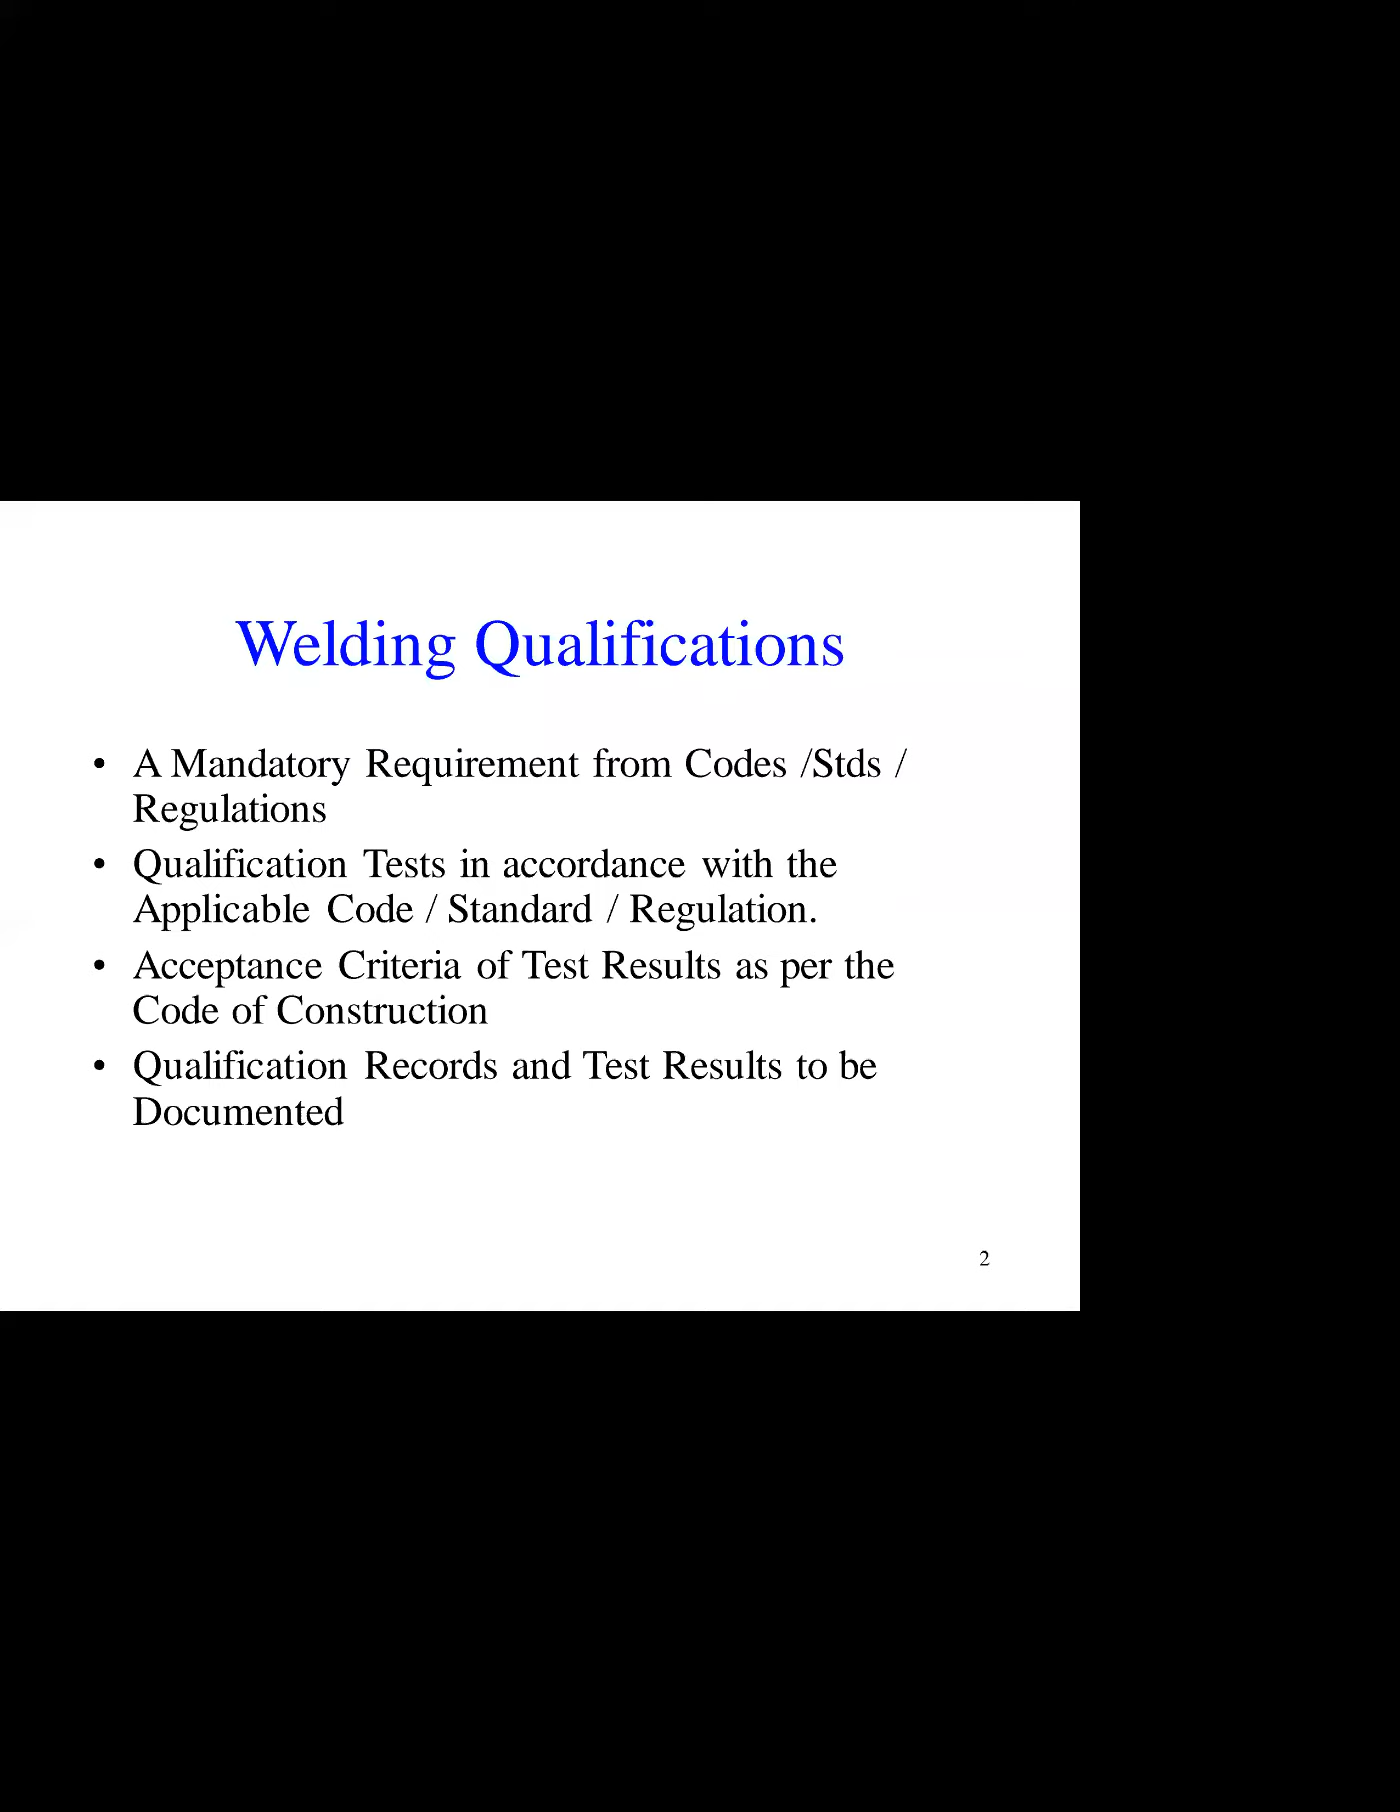 Welding Qualifications
• A Mandatory Requirement from Codes /Stds /
Regulations
• Qualification Tests in accordance with the
Applicable Code / Standard / Regulation.
• Acceptance Criteria of Test Results as per the
Code of Construction
• Qualification Records and Test Results to be
Documented
2